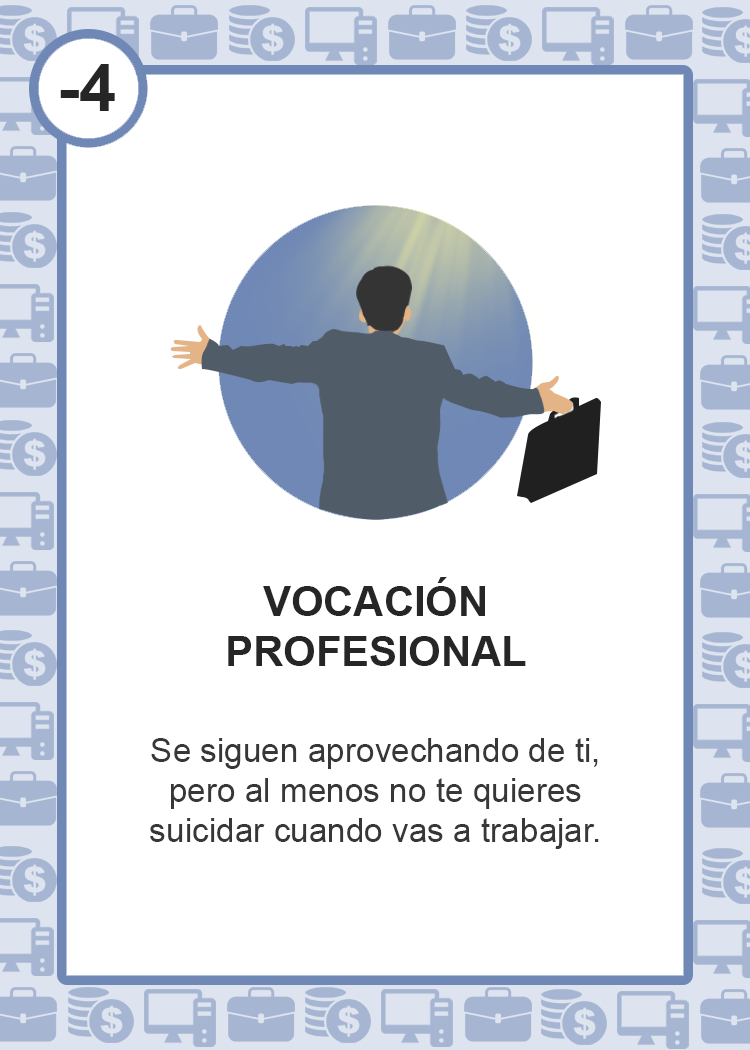 -4
VOCACIÓN
PROFESIONAL
Se siguen aprovechando de ti,
pero al menos no te quieres
suicidar cuando vas a trabajar.